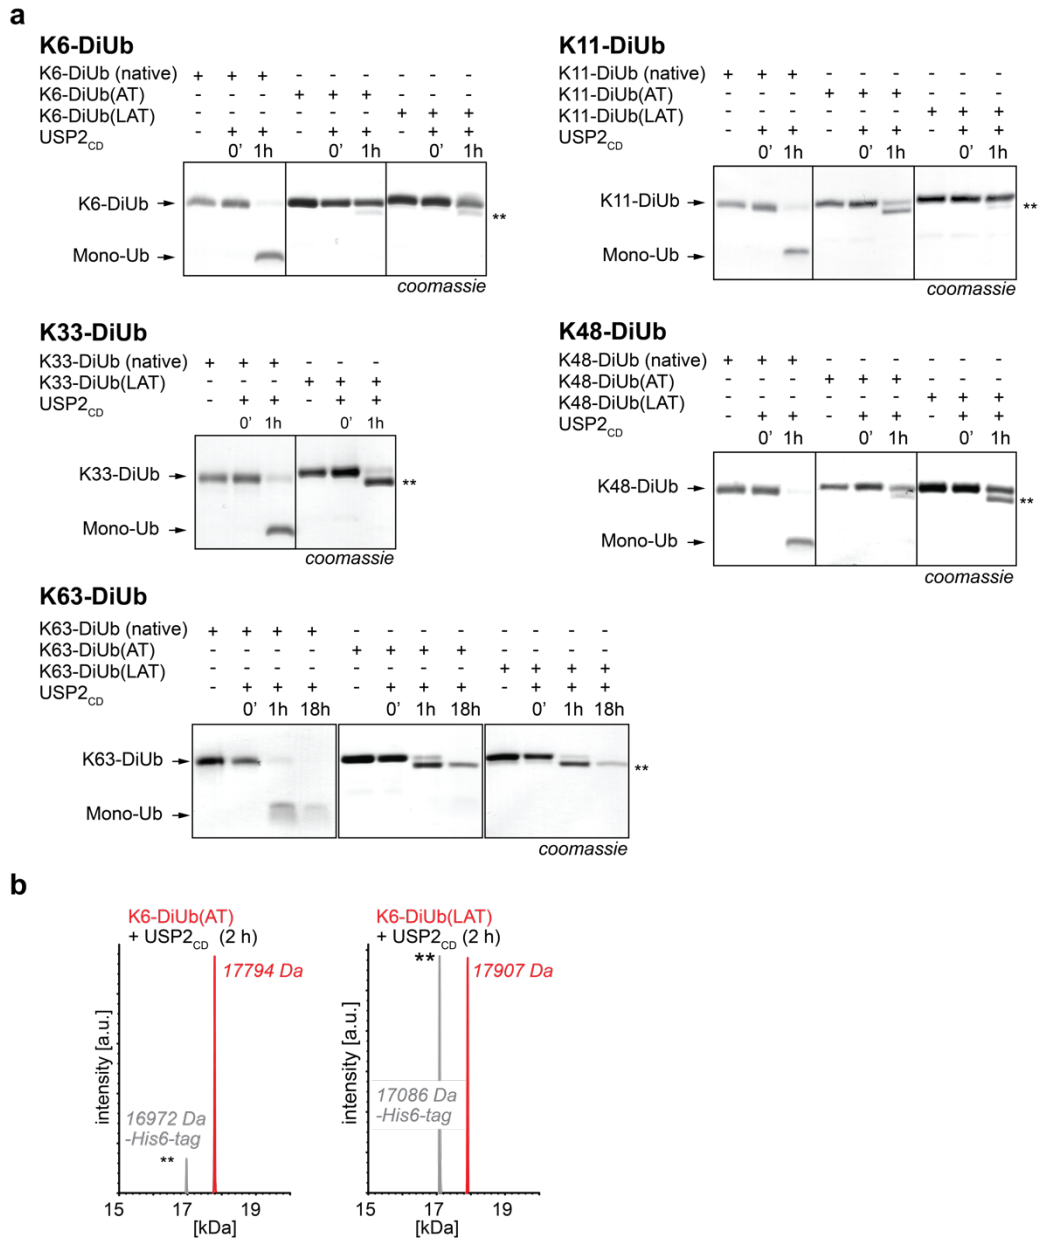 a
K6-DiUb
K6-DiUb (native) + + + - - - - - -
K6-DiUb(AT) - - - + + + - - -
K6-DiUb(LAT) - - - - - - + + +
USP2CD - + + - + + - + +
0’ 1h 0’ 1h 0’ 1h
K6-DiUb
**
Mono-Ub
coomassie
K11-DiUb
K11-DiUb (native) + + + - - - - - -
K11-DiUb(AT) - - - + + + - - -
K11-DiUb(LAT) - - - - - - + + +
USP2CD - + + - + + - + +
0’ 1h 0’ 1h 0’ 1h
K11-DiUb
**
Mono-Ub
coomassie
K33-DiUb
K33-DiUb (native) + + + - - -
K33-DiUb(LAT) - - - + + +
USP2CD - + + - + +
0’ 1h 0’ 1h
K33-DiUb
**
Mono-Ub
coomassie
K48-DiUb
K48-DiUb (native) + + + - - - - - -
K48-DiUb(AT) - - - + + + - - -
K48-DiUb(LAT) - - - - - - + + +
USP2CD - + + - + + - + +
0’ 1h 0’ 1h 0’ 1h
K48-DiUb
**
Mono-Ub
coomassie
K63-DiUb
K63-DiUb (native) + + + + - - - - - - - -
K63-DiUb(AT) - - - - + + + + - - - -
K63-DiUb(LAT) - - - - - - - - + + + +
USP2CD - + + + - + + + - + + +
0’ 1h 18h 0’ 1h 18h 0’ 1h 18h
K63-DiUb
**
Mono-Ub
coomassie
b
K6-DiUb(AT)
+ USP2CD (2 h)
17794 Da
16972 Da
-His6-tag
**
intensity [a.u.]
15 17 19
[kDa]
K6-DiUb(LAT)
+ USP2CD (2 h)
**
17907 Da
17086 Da
-His6-tag
intensity [a.u.]
15 17 19
[kDa]